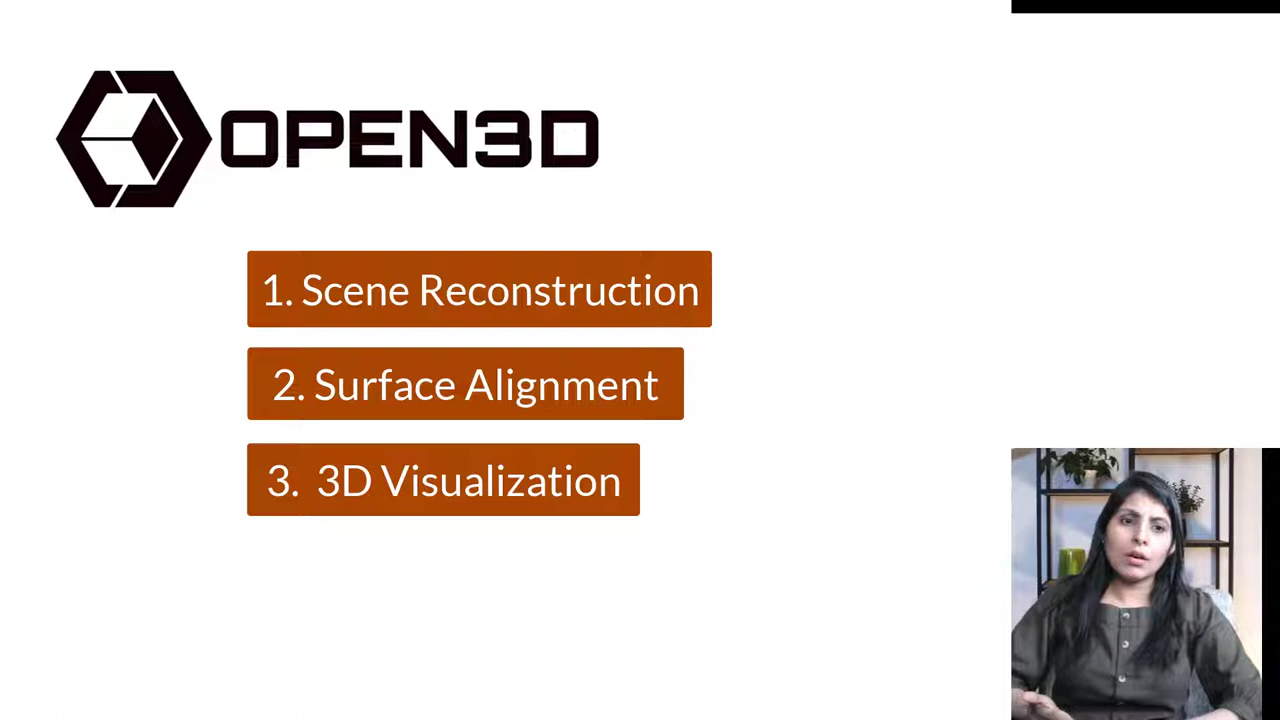 OPEN3D
1. Scene Reconstruction
2. Surface Alignment
3. 3D Visualization